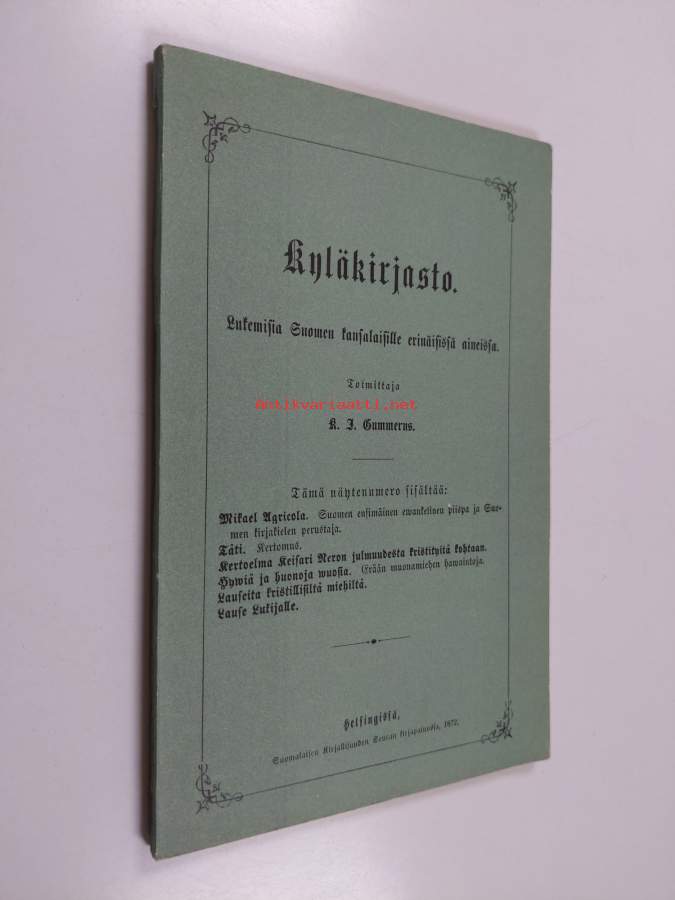 Kyläkirjasto.
Lukemisia Suomen kansalaisille erinäisissä aineissa.
Toimittaja
antikvariaatti.net
K. J. Gummerus.
Tämä näytenumero sisältää:
Mikael Agricola. Suomen ensimäinen ewankelinen piispa ja Suo-
men kirjakielen perustaja.
Täti. Kertomus.
Kertoelma Keisari Neron julmuudesta kristityitä kohtaan.
Hywiä ja huonoja wuosia. Erään muonamiehen hawaintoja.
Lauseita kristillisiltä miehiltä.
Lause Lukijalle.
Helsingissä,
Suomalaisen Kirjallisuuden Seuran kirjapainossa, 1872.